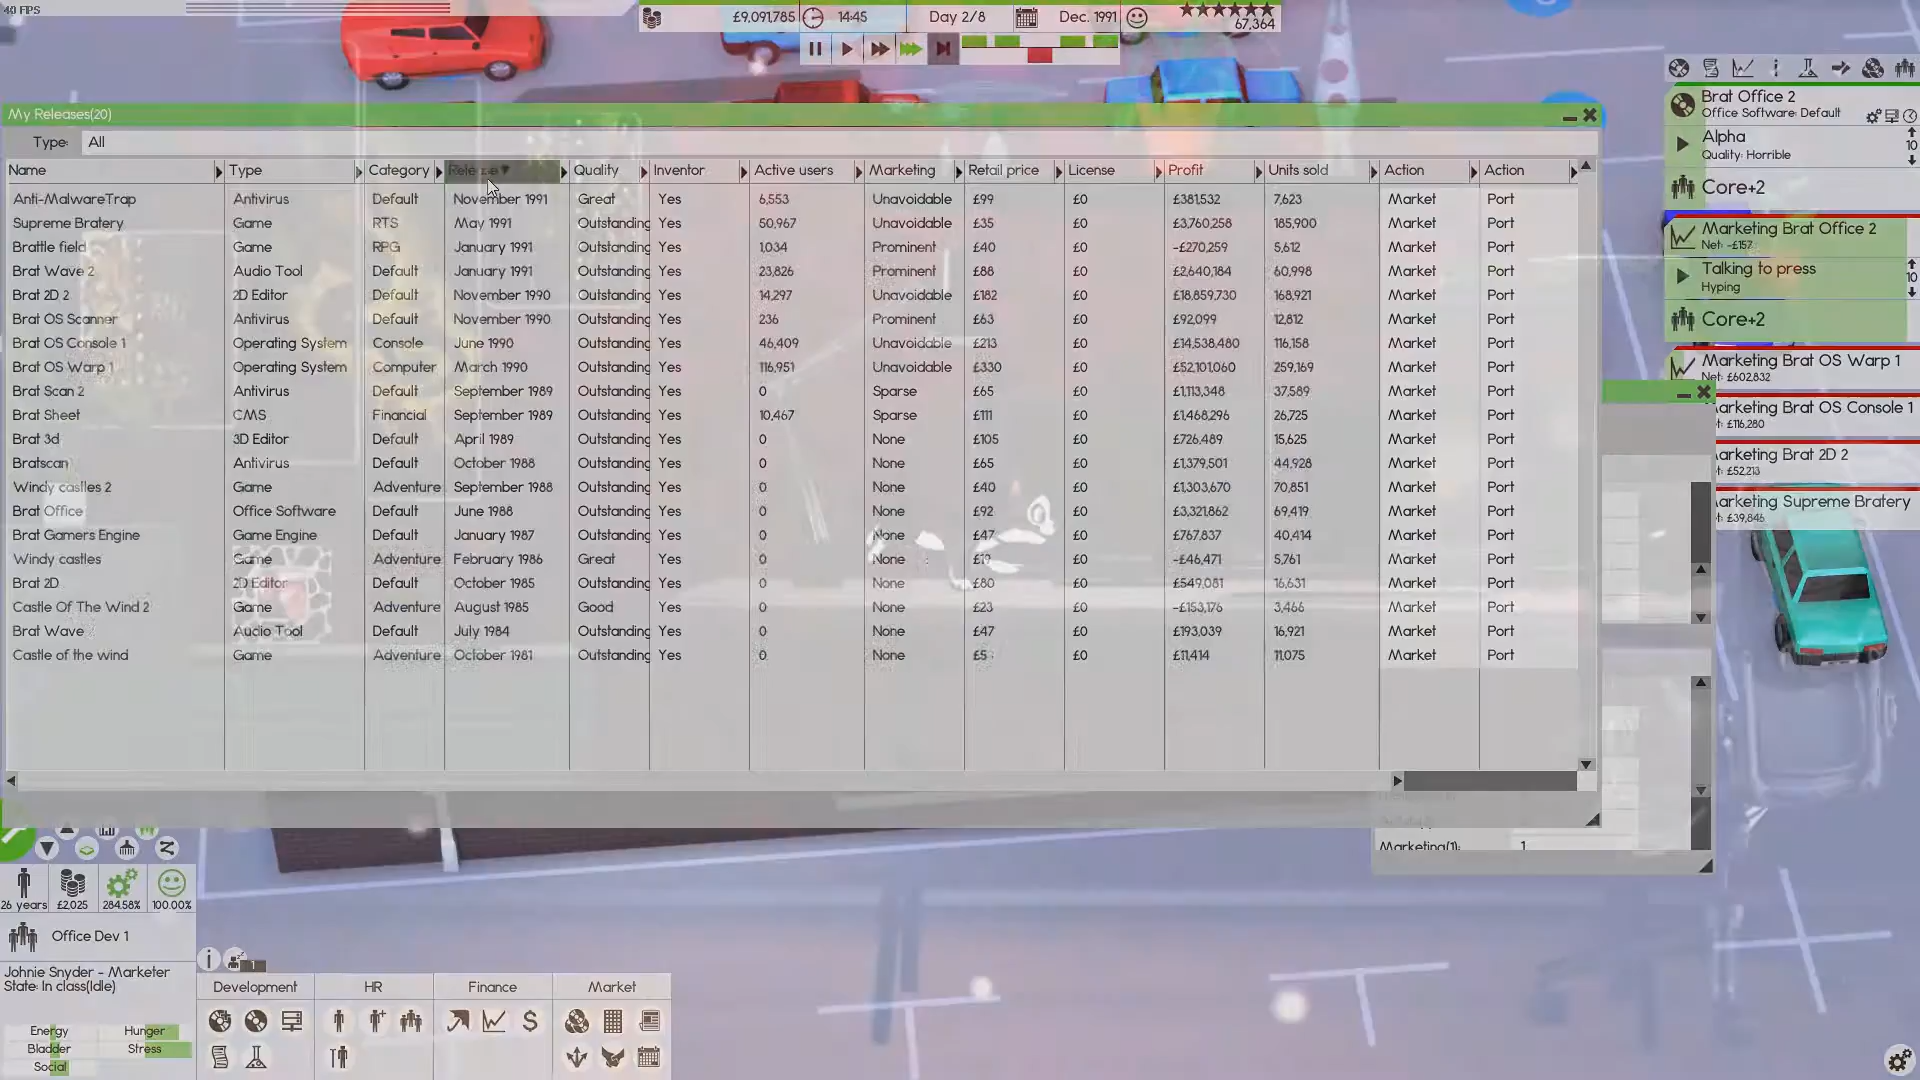 40 FPS
£9,091,785 14:45 Day 2/8 Dec. 1991 67,364
My Releases(20)
Type: All
Name Type Category Release Quality Inventor Active users Marketing Retail price License Profit Units sold Action Action
Anti-MalwareTrap Antivirus Default November 1991 Great Yes 6,553 Unavoidable £99 £0 £381,532 7,623 Market Port
Supreme Bratery Game RTS May 1991 Outstanding Yes 50,967 Unavoidable £35 £0 £3,760,258 185,900 Market Port
Brattle field Game RPG January 1991 Outstanding Yes 1,034 Prominent £40 £0 -£270,259 5,612 Market Port
Brat Wave 2 Audio Tool Default January 1991 Outstanding Yes 23,826 Prominent £88 £0 £2,640,184 60,998 Market Port
Brat 2D 2 2D Editor Default November 1990 Outstanding Yes 14,297 Unavoidable £182 £0 £18,859,730 168,921 Market Port
Brat OS Scanner Antivirus Default November 1990 Outstanding Yes 236 Prominent £63 £0 £92,099 12,812 Market Port
Brat OS Console 1 Operating System Console June 1990 Outstanding Yes 46,409 Unavoidable £213 £0 £14,538,480 116,158 Market Port
Brat OS Warp 1 Operating System Computer March 1990 Outstanding Yes 116,951 Unavoidable £330 £0 £52,101,060 259,169 Market Port
Brat Scan 2 Antivirus Default September 1989 Outstanding Yes 0 Sparse £65 £0 £1,113,348 37,589 Market Port
Brat Sheet CMS Financial September 1989 Outstanding Yes 10,467 Sparse £111 £0 £1,468,296 26,725 Market Port
Brat 3d 3D Editor Default April 1989 Outstanding Yes 0 None £105 £0 £726,489 15,625 Market Port
Bratscan Antivirus Default October 1988 Outstanding Yes 0 None £65 £0 £1,379,501 44,928 Market Port
Windy castles 2 Game Adventure September 1988 Outstanding Yes 0 None £40 £0 £1,303,670 70,851 Market Port
Brat Office Office Software Default June 1988 Outstanding Yes 0 None £92 £0 £3,321,862 69,419 Market Port
Brat Gamers Engine Game Engine Default January 1987 Outstanding Yes 0 None £47 £0 £767,837 40,414 Market Port
Windy castles Game Adventure February 1986 Great Yes 0 None £0 -£46,471 5,761 Market Port
Brat 2D 2D Editor Default October 1985 Outstanding Yes 0 None £80 £0 £549,081 16,631 Market Port
Castle Of The Wind 2 Game Adventure August 1985 Good Yes 0 None £23 £0 -£153,176 3,466 Market Port
Brat Wave Audio Tool Default July 1984 Outstanding Yes 0 None £47 £0 £193,039 16,921 Market Port
Castle of the wind Game Adventure October 1981 Outstanding Yes 0 None £5 £0 £11,414 11,075 Market Port
Brat Office 2
Office Software: Default
Alpha
Quality: Horrible
10
Core+2
Marketing Brat Office 2
Net: -£157
Talking to press
Hyping
10
Core+2
Marketing Brat OS Warp 1
Net: £602,832
arketing Brat OS Console 1
£116,280
arketing Brat 2D 2
£52,213
arketing Supreme Bratery
£39,846
Marketing(1): 1
26 years £2,025 284.58% 100.00%
Office Dev 1
Johnie Snyder - Marketer
State: In class(Idle)
Energy Hunger
Bladder Stress
Social
1
Development HR Finance Market